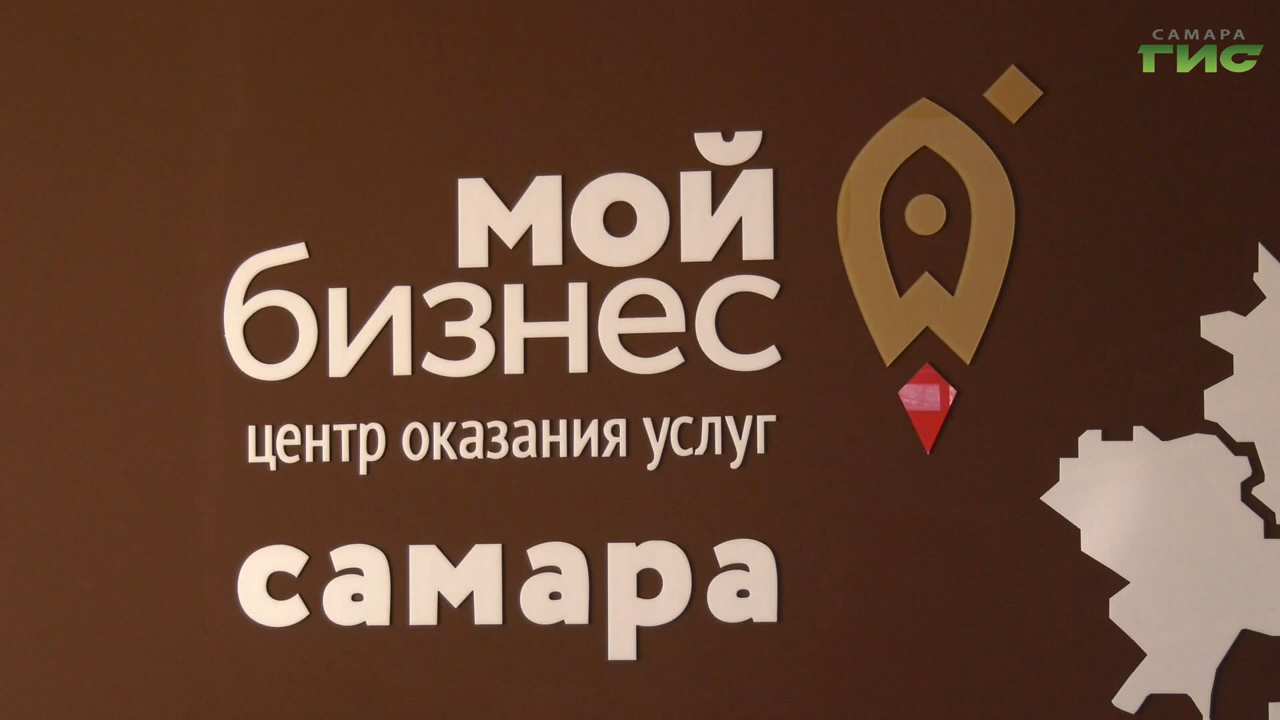 САМАРА
ГИС
мой
бизнес
центр оказания услуг
самара